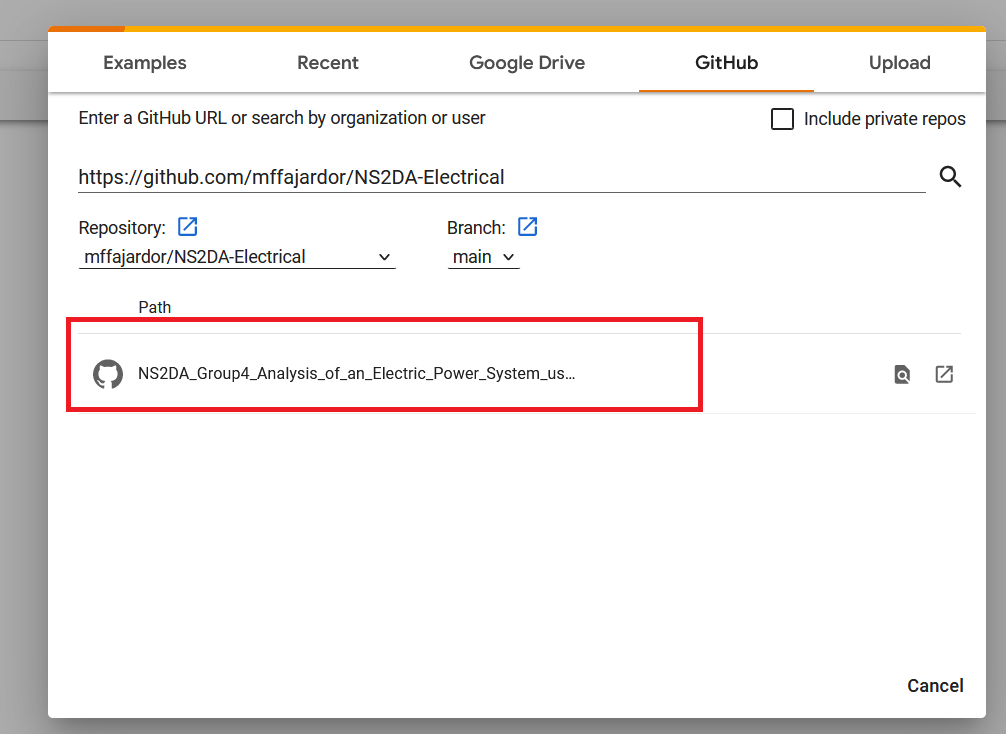 Examples Recent Google Drive GitHub Upload
Enter a GitHub URL or search by organization or user Include private repos
https://github.com/mffajardor/NS2DA-Electrical
Repository: Branch:
mffajardor/NS2DA-Electrical main
Path
NS2DA_Group4_Analysis_of_an_Electric_Power_System_us...
Cancel